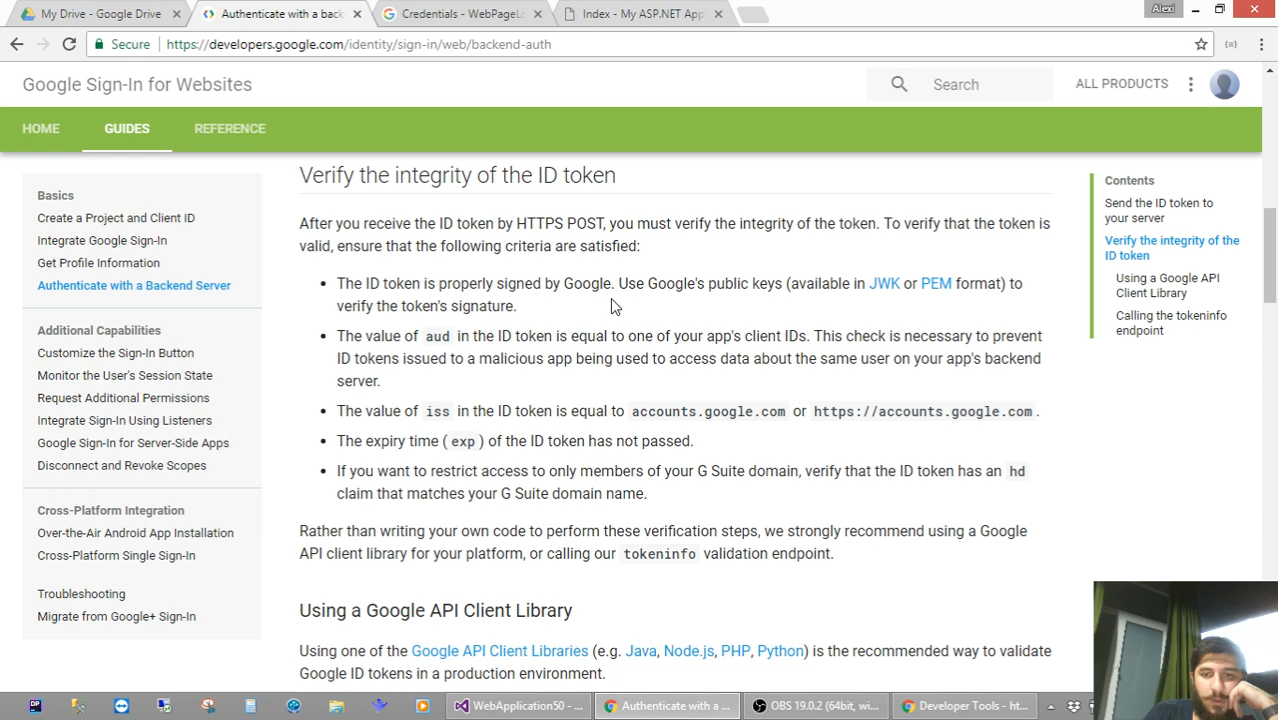 My Drive - Google Drive
Authenticate with a back
Credentials - WebPageLo
Index - My ASP.NET App
Alexi
Secure
https://developers.google.com/identity/sign-in/web/backend-auth
Google Sign-In for Websites
Search
ALL PRODUCTS
HOME
GUIDES
REFERENCE
Basics
Create a Project and Client ID
Integrate Google Sign-In
Get Profile Information
Authenticate with a Backend Server
Additional Capabilities
Customize the Sign-In Button
Monitor the User's Session State
Request Additional Permissions
Integrate Sign-In Using Listeners
Google Sign-In for Server-Side Apps
Disconnect and Revoke Scopes
Cross-Platform Integration
Over-the-Air Android App Installation
Cross-Platform Single Sign-In
Troubleshooting
Migrate from Google+ Sign-In
Verify the integrity of the ID token
After you receive the ID token by HTTPS POST, you must verify the integrity of the token. To verify that the token is
valid, ensure that the following criteria are satisfied:
• The ID token is properly signed by Google. Use Google's public keys (available in JWK or PEM format) to
verify the token's signature.
• The value of aud in the ID token is equal to one of your app's client IDs. This check is necessary to prevent
ID tokens issued to a malicious app being used to access data about the same user on your app's backend
server.
• The value of iss in the ID token is equal to accounts.google.com or https://accounts.google.com.
• The expiry time (exp) of the ID token has not passed.
• If you want to restrict access to only members of your G Suite domain, verify that the ID token has an hd
claim that matches your G Suite domain name.
Rather than writing your own code to perform these verification steps, we strongly recommend using a Google
API client library for your platform, or calling our tokeninfo validation endpoint.
Using a Google API Client Library
Using one of the Google API Client Libraries (e.g. Java, Node.js, PHP, Python) is the recommended way to validate
Google ID tokens in a production environment.
Contents
Send the ID token to
your server
Verify the integrity of the
ID token
Using a Google API
Client Library
Calling the tokeninfo
endpoint
WebApplication50 - ...
Authenticate with a ...
OBS 19.0.2 (64bit, wi...
Developer Tools - ht...